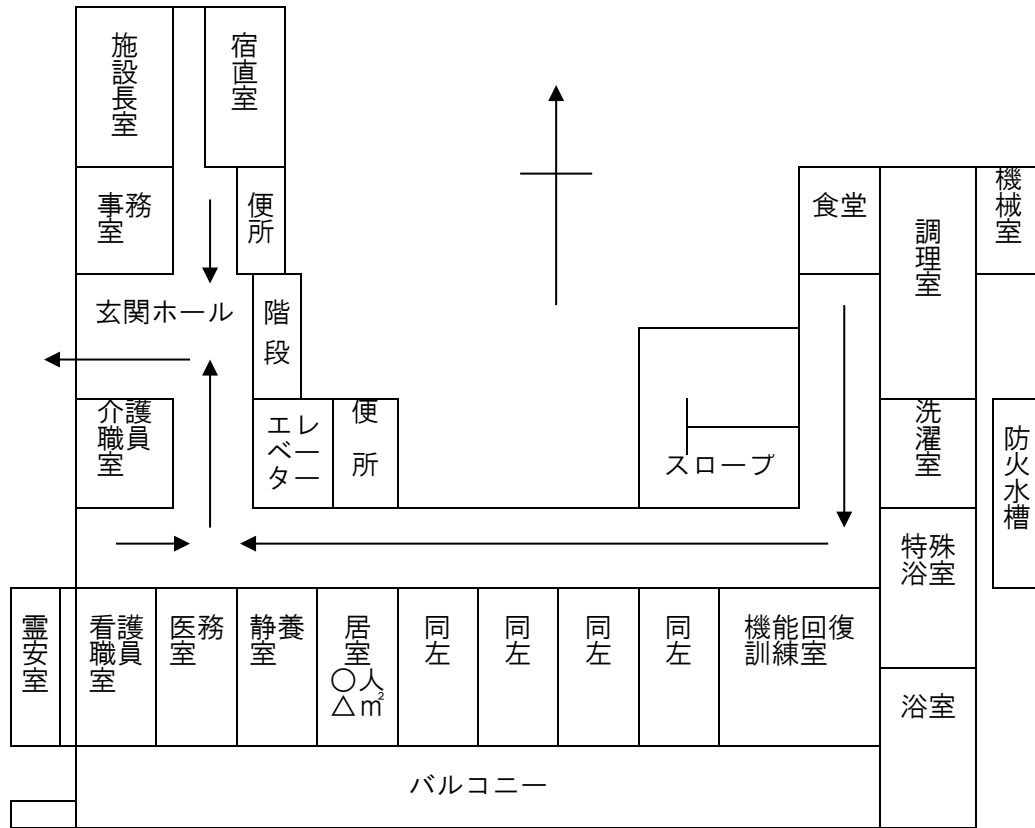 施設長室
宿直室
事務
室
便所
機械室
食堂
調理室
玄関ホール
階段
介護
職員
室
エレ
ベー
ター
便所
スロープ
洗濯室
防火水槽
特殊
浴室
霊安室
看護
職員
室
医務
室
静養
室
居室
〇人
△㎡
同左
同左
同左
同左
機能回復
訓練室
浴室
バルコニー